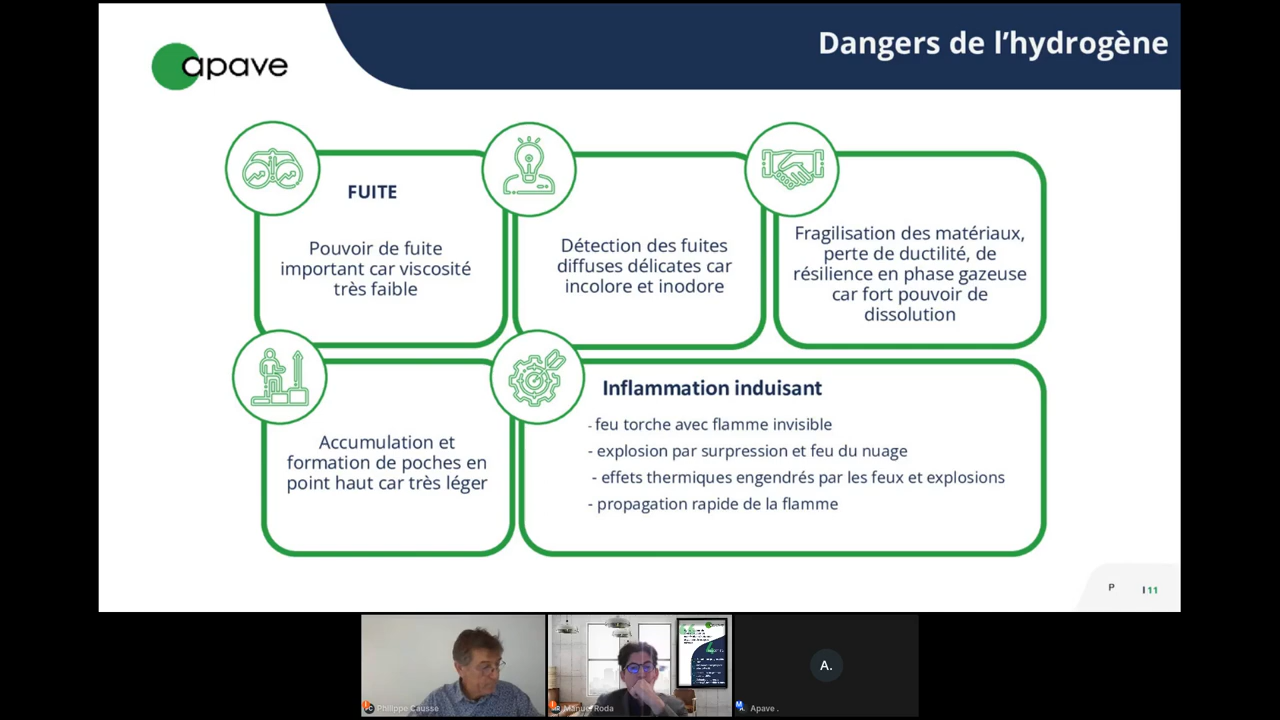 apave
Dangers de l’hydrogène
FUITE
Pouvoir de fuite
important car viscosité
très faible
Détection des fuites
diffuses délicates car
incolore et inodore
Fragilisation des matériaux,
perte de ductilité, de
résilience en phase gazeuse
car fort pouvoir de
dissolution
Accumulation et
formation de poches en
point haut car très léger
Inflammation induisant
- feu torche avec flamme invisible
- explosion par surpression et feu du nuage
- effets thermiques engendrés par les feux et explosions
- propagation rapide de la flamme
P | 11
Philippe Causse
Manuel Roda
A.
Apave .